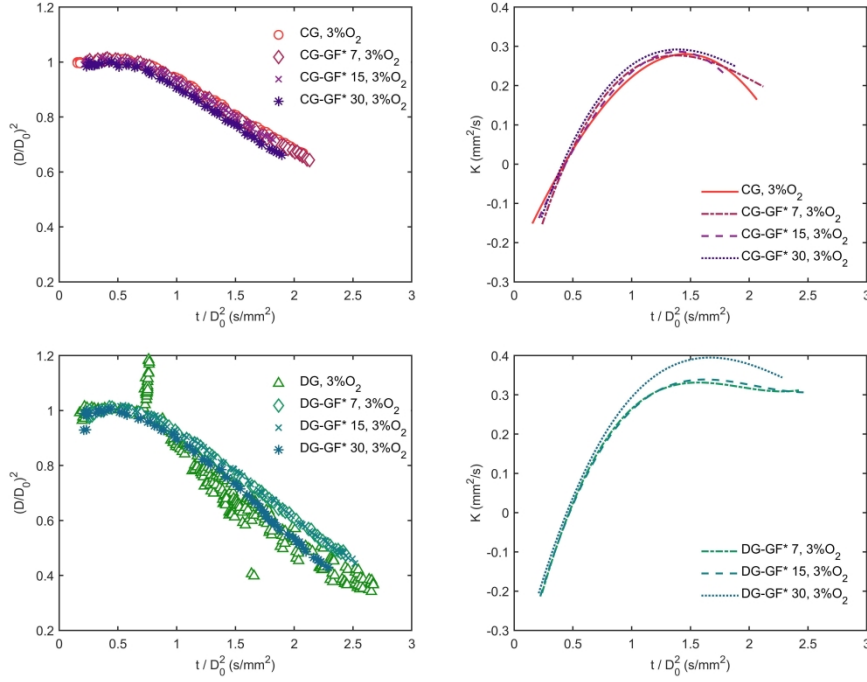 1.2
1
0.8
0.6
0.4
0.2
0 0.5 1 1.5 2 2.5 3
(D/D₀)²
t / D₀² (s/mm²)
CG, 3%O₂
CG-GF* 7, 3%O₂
CG-GF* 15, 3%O₂
CG-GF* 30, 3%O₂
0.4
0.3
0.2
0.1
0
-0.1
-0.2
-0.3
0 0.5 1 1.5 2 2.5 3
K (mm²/s)
t / D₀² (s/mm²)
CG, 3%O₂
CG-GF* 7, 3%O₂
CG-GF* 15, 3%O₂
CG-GF* 30, 3%O₂
1.2
1
0.8
0.6
0.4
0.2
0 0.5 1 1.5 2 2.5 3
(D/D₀)²
t / D₀² (s/mm²)
DG, 3%O₂
DG-GF* 7, 3%O₂
DG-GF* 15, 3%O₂
DG-GF* 30, 3%O₂
0.4
0.3
0.2
0.1
0
-0.1
-0.2
-0.3
0 0.5 1 1.5 2 2.5 3
K (mm²/s)
t / D₀² (s/mm²)
DG-GF* 7, 3%O₂
DG-GF* 15, 3%O₂
DG-GF* 30, 3%O₂